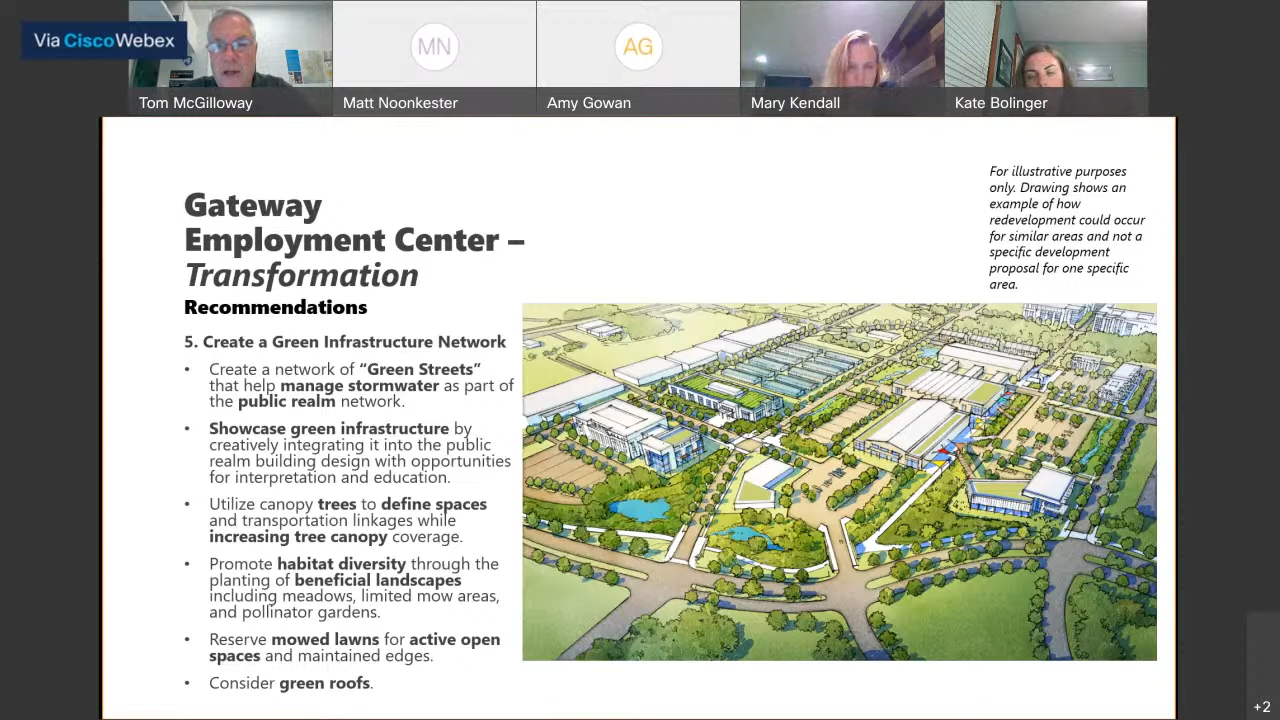 Via Cisco Webex
MN
AG
Tom McGilloway
Matt Noonkester
Amy Gowan
Mary Kendall
Kate Bolinger
For illustrative purposes
only. Drawing shows an
example of how
redevelopment could occur
for similar areas and not a
specific development
proposal for one specific
area.
Gateway
Employment Center –
Transformation
Recommendations
5. Create a Green Infrastructure Network
• Create a network of “Green Streets”
that help manage stormwater as part of
the public realm network.
• Showcase green infrastructure by
creatively integrating it into the public
realm building design with opportunities
for interpretation and education.
• Utilize canopy trees to define spaces
and transportation linkages while
increasing tree canopy coverage.
• Promote habitat diversity through the
planting of beneficial landscapes
including meadows, limited mow areas,
and pollinator gardens.
• Reserve mowed lawns for active open
spaces and maintained edges.
• Consider green roofs.
+2